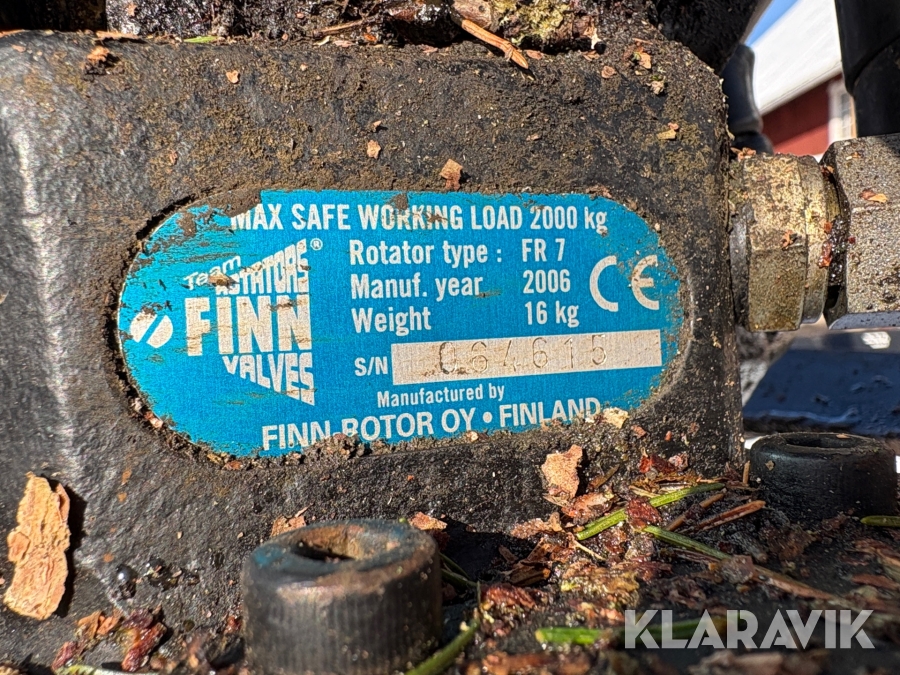 MAX SAFE WORKING LOAD 2000 kg
Team
ROTATORS®
FINN
VALVES
Rotator type : FR 7
Manuf. year 2006
Weight 16 kg
CE
S/N 064615
Manufactured by
FINN ROTOR OY • FINLAND
KLARAVIK